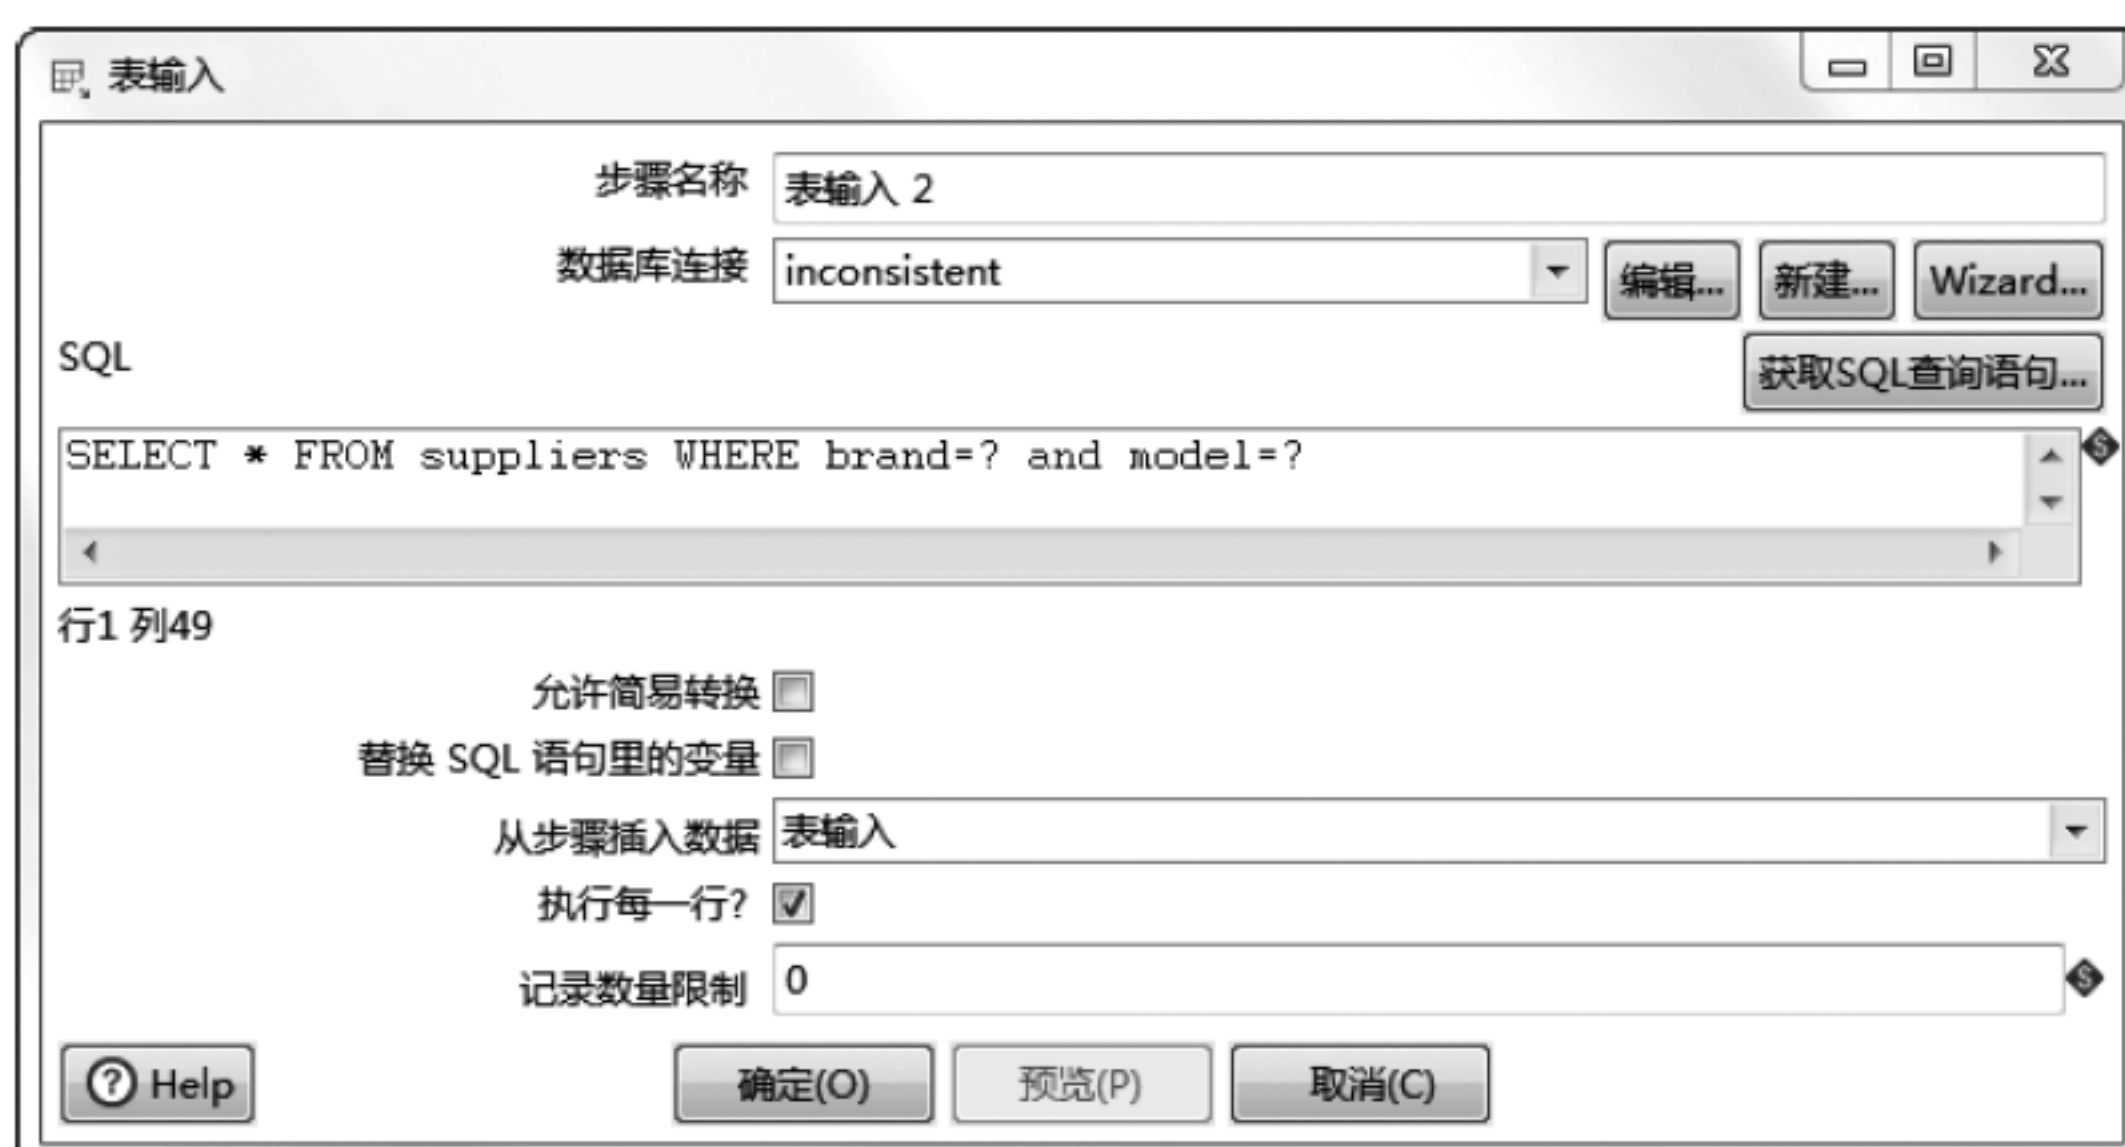 表输入
步骤名称 表输入 2
数据库连接 inconsistent 编辑... 新建... Wizard...
SQL 获取SQL查询语句...
SELECT * FROM suppliers WHERE brand=? and model=?
行1 列49
允许简易转换
替换 SQL 语句里的变量
从步骤插入数据 表输入
执行每一行?
记录数量限制 0
Help 确定(O) 预览(P) 取消(C)